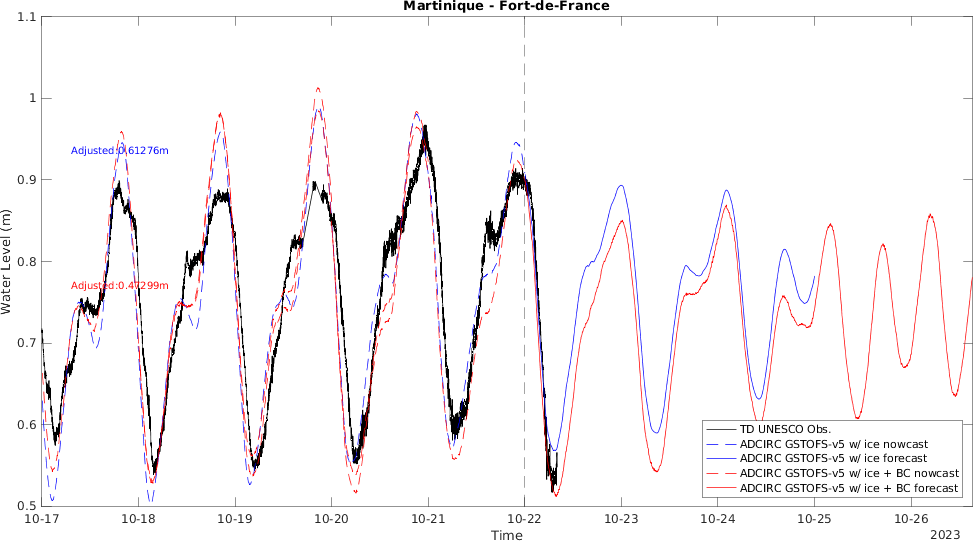 Martinique - Fort-de-France
1.1
1
0.9
0.8
0.7
0.6
0.5
Water Level (m)
Adjusted:0.61276m
Adjusted:0.47299m
TD UNESCO Obs.
ADCIRC GSTOFS-v5 w/ ice nowcast
ADCIRC GSTOFS-v5 w/ ice forecast
ADCIRC GSTOFS-v5 w/ ice + BC nowcast
ADCIRC GSTOFS-v5 w/ ice + BC forecast
10-17 10-18 10-19 10-20 10-21 10-22 10-23 10-24 10-25 10-26
Time
2023